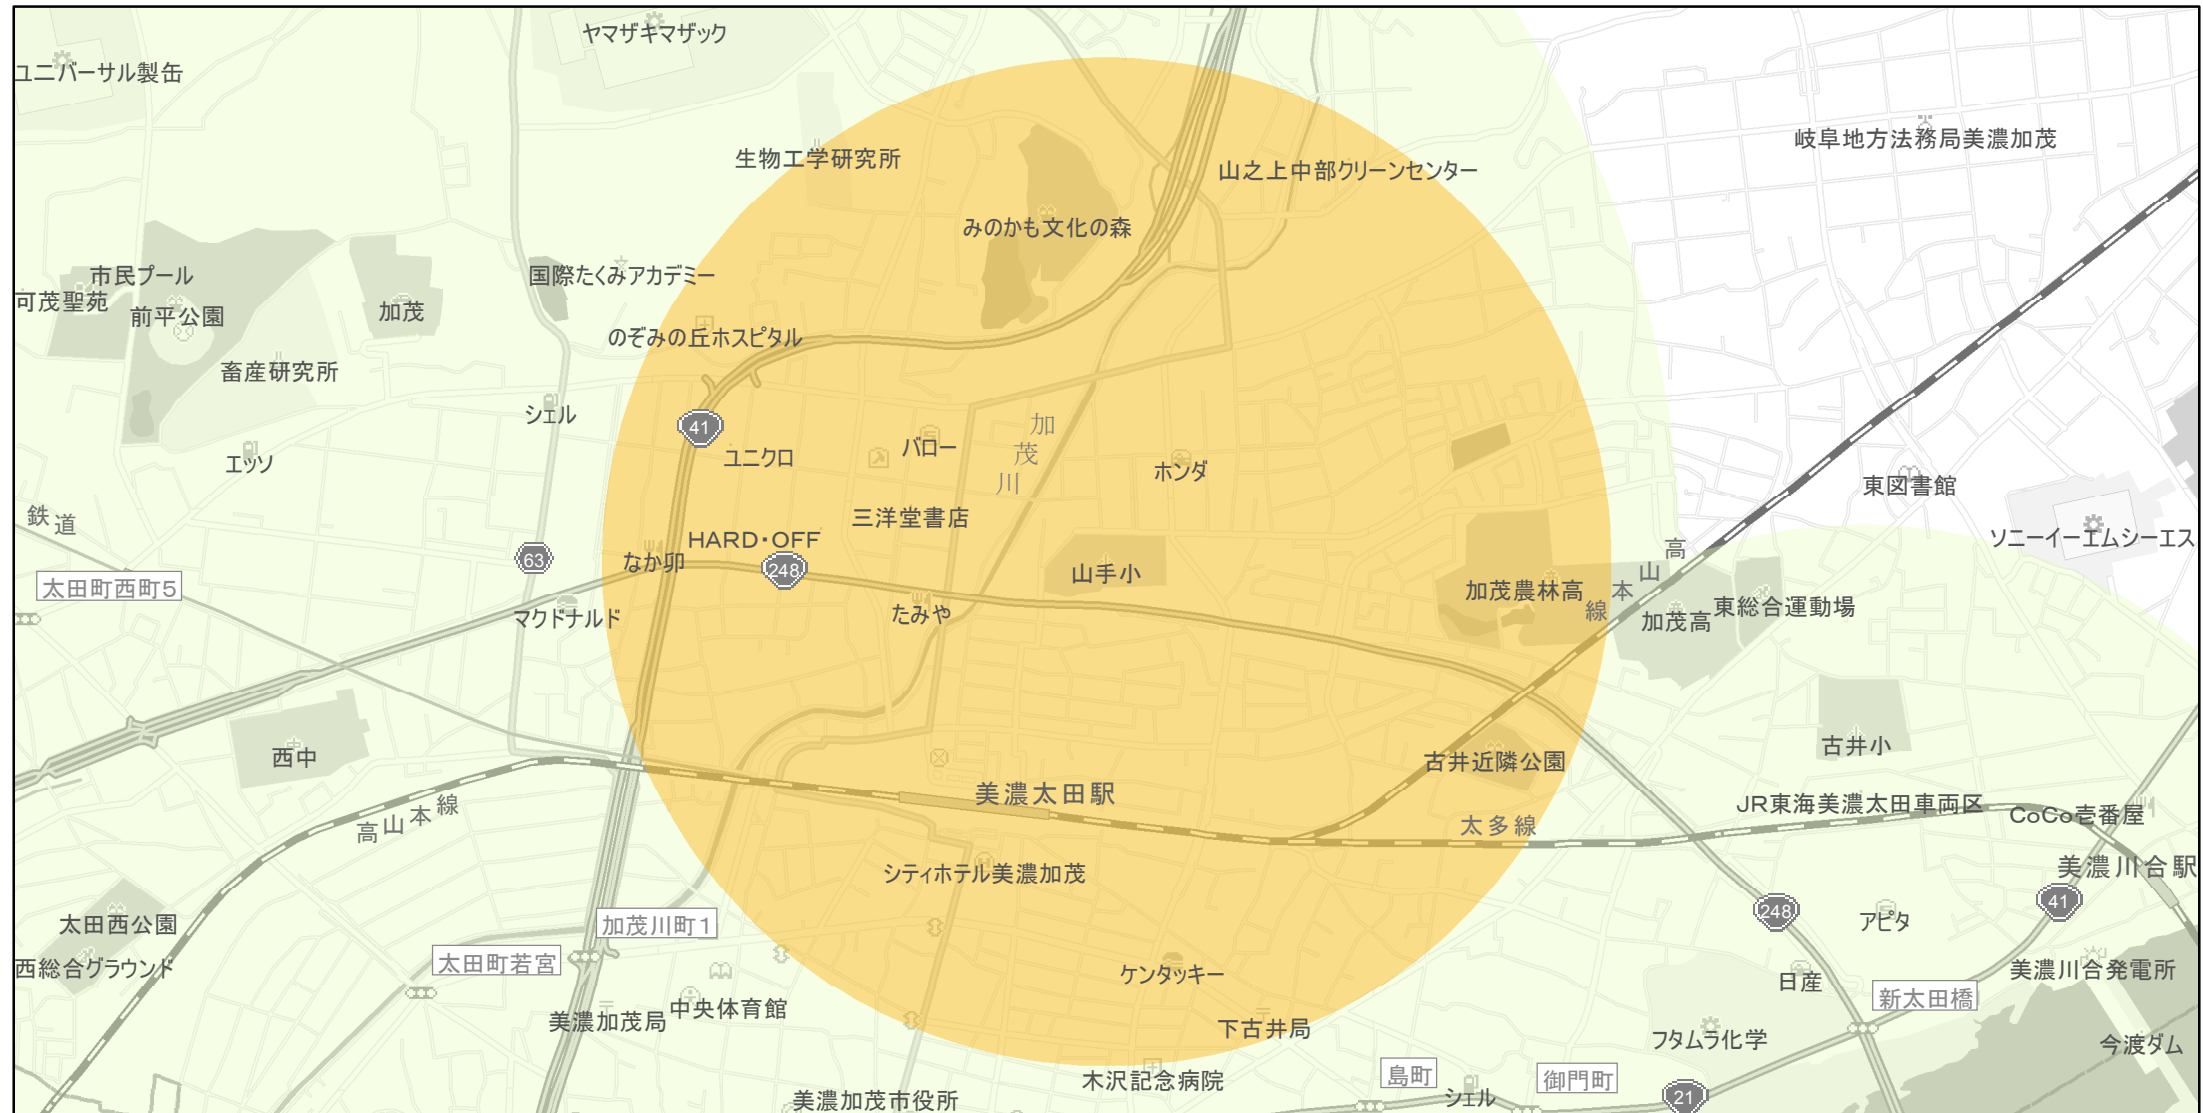 ヤマザキマザック
ユニバーサル製缶
岐阜地方法務局美濃加茂
生物工学研究所
山之上中部クリーンセンター
みのかも文化の森
市民プール
国際たくみアカデミー
可茂聖苑
前平公園
加茂
のぞみの丘ホスピタル
畜産研究所
シェル
41
加茂川
バロー
ユニクロ
エッソ
ホンダ
東図書館
鉄道
三洋堂書店
HARD・OFF
ソニーイーエムシーエス
63
なか卯
248
山手小
高山本線
太田町西町5
加茂農林高
マクドナルド
たみや
加茂高
東総合運動場
西中
古井小
古井近隣公園
美濃太田駅
高山本線
太多線
JR東海美濃太田車両区
CoCo壱番屋
シティホテル美濃加茂
美濃川合駅
41
248
太田西公園
加茂川町1
アピタ
太田町若宮
西総合グラウンド
ケンタッキー
美濃川合発電所
日産
新太田橋
美濃加茂局
中央体育館
下古井局
フタムラ化学
今渡ダム
木沢記念病院
島町
御門町
シェル
21
美濃加茂市役所